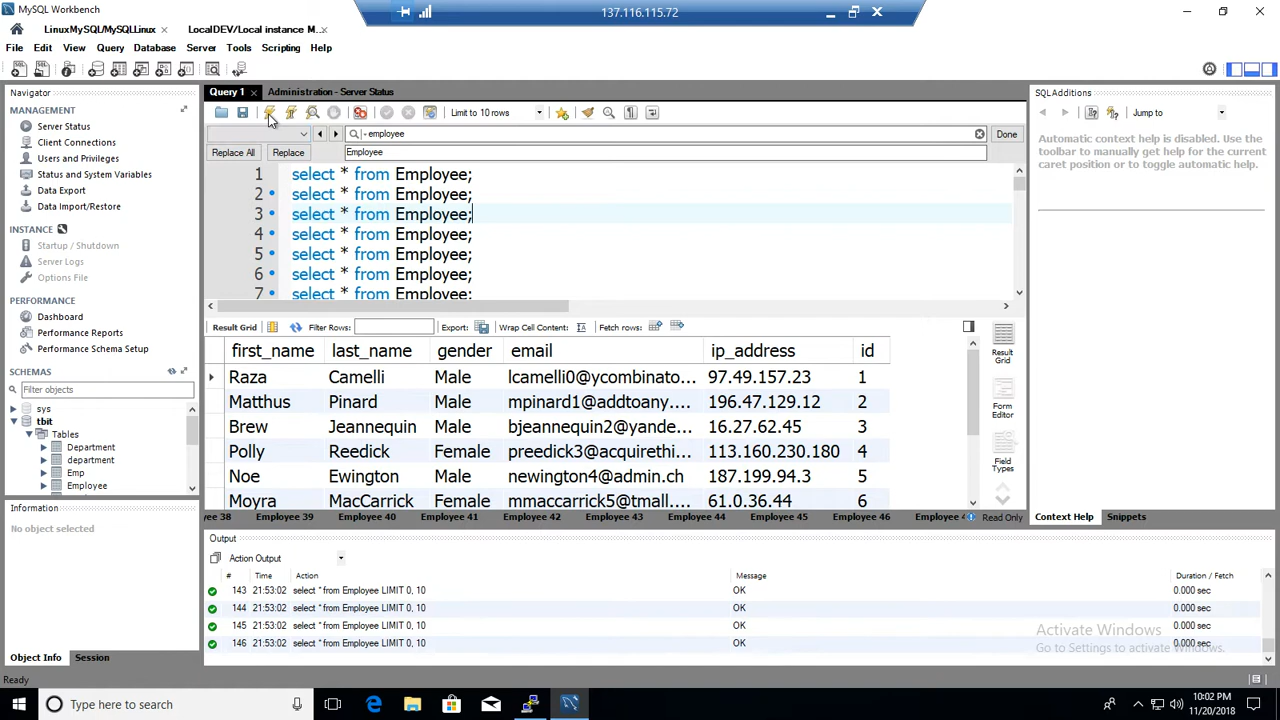 MySQL Workbench
137.116.115.72
LinuxMySQL/MySQLLinux
LocalDEV/Local instance M...
File Edit View Query Database Server Tools Scripting Help
Navigator
MANAGEMENT
Server Status
Client Connections
Users and Privileges
Status and System Variables
Data Export
Data Import/Restore
INSTANCE
Startup / Shutdown
Server Logs
Options File
PERFORMANCE
Dashboard
Performance Reports
Performance Schema Setup
SCHEMAS
Filter objects
sys
tbit
Tables
Department
department
Emp
Employee
Information
No object selected
Object Info Session
Ready
Query 1
Administration - Server Status
Limit to 10 rows
employee
Done
Replace All Replace
Employee
1 select * from Employee;
2 select * from Employee;
3 select * from Employee;
4 select * from Employee;
5 select * from Employee;
6 select * from Employee;
7 select * from Employee;
Result Grid Filter Rows: Export: Wrap Cell Content: Fetch rows:
first_name last_name gender email ip_address id
Raza Camelli Male lcamelli0@ycombinato... 97.49.157.23 1
Matthus Pinard Male mpinard1@addtoany.... 196.47.129.12 2
Brew Jeannequin Male bjeannequin2@yande... 16.27.62.45 3
Polly Reedick Female preedick3@acquirethi... 113.160.230.180 4
Noe Ewington Male newington4@admin.ch 187.199.94.3 5
Moyra MacCarrick Female mmaccarrick5@tmall.... 61.0.36.44 6
Result Grid
Form Editor
Field Types
yee 38 Employee 39 Employee 40 Employee 41 Employee 42 Employee 43 Employee 44 Employee 45 Employee 46 Employee 4
Read Only
Output
Action Output
# Time Action Message Duration / Fetch
143 21:53:02 select * from Employee LIMIT 0, 10 OK 0.000 sec
144 21:53:02 select * from Employee LIMIT 0, 10 OK 0.000 sec
145 21:53:02 select * from Employee LIMIT 0, 10 OK 0.000 sec
146 21:53:02 select * from Employee LIMIT 0, 10 OK 0.000 sec
SQLAdditions
Jump to
Automatic context help is disabled. Use the
toolbar to manually get help for the current
caret position or to toggle automatic help.
Context Help Snippets
Activate Windows
Go to Settings to activate Windows.
Type here to search
10:02 PM
11/20/2018